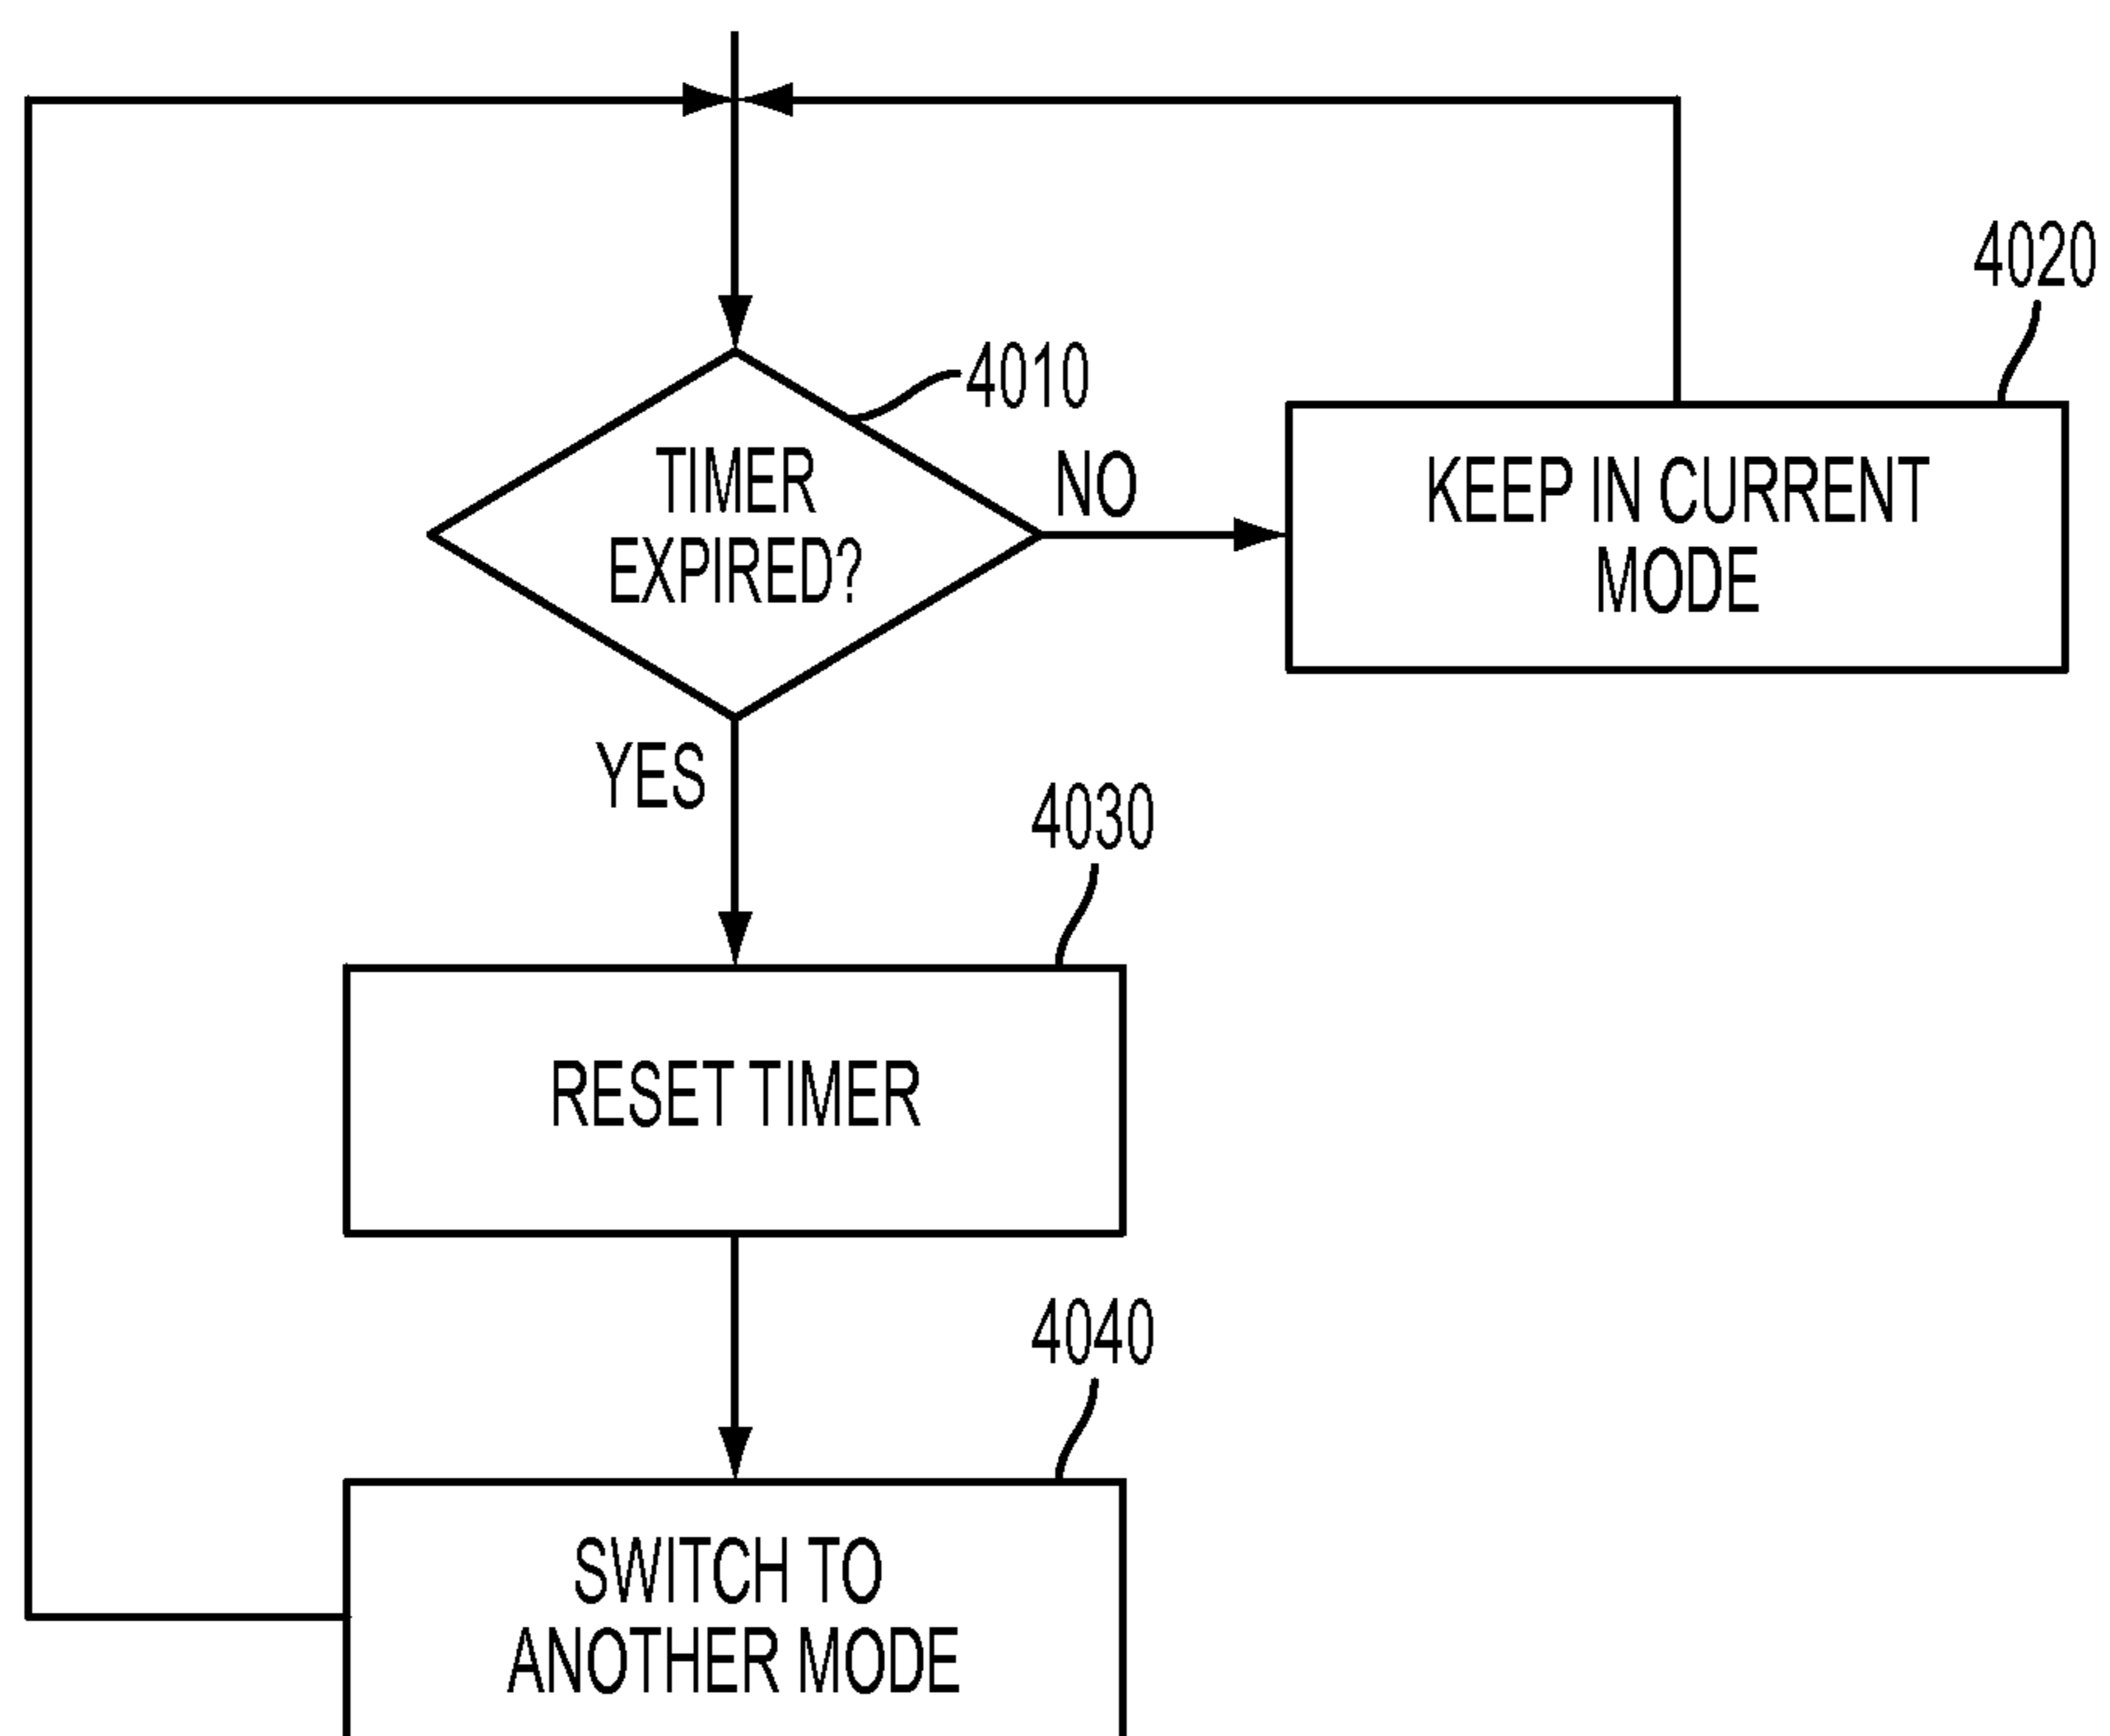 4020
4010
TIMER
EXPIRED?
NO
KEEP IN CURRENT
MODE
YES
4030
RESET TIMER
4040
SWITCH TO
ANOTHER MODE